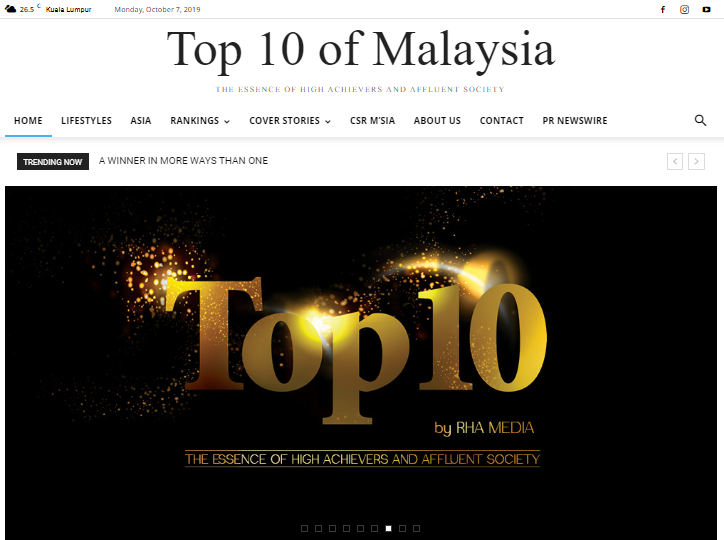 26.5 C Kuala Lumpur Monday, October 7, 2019
Top 10 of Malaysia
THE ESSENCE OF HIGH ACHIEVERS AND AFFLUENT SOCIETY
HOME LIFESTYLES ASIA RANKINGS COVER STORIES CSR M'SIA ABOUT US CONTACT PR NEWSWIRE
TRENDING NOW A WINNER IN MORE WAYS THAN ONE
Top10
by RHA MEDIA
THE ESSENCE OF HIGH ACHIEVERS AND AFFLUENT SOCIETY